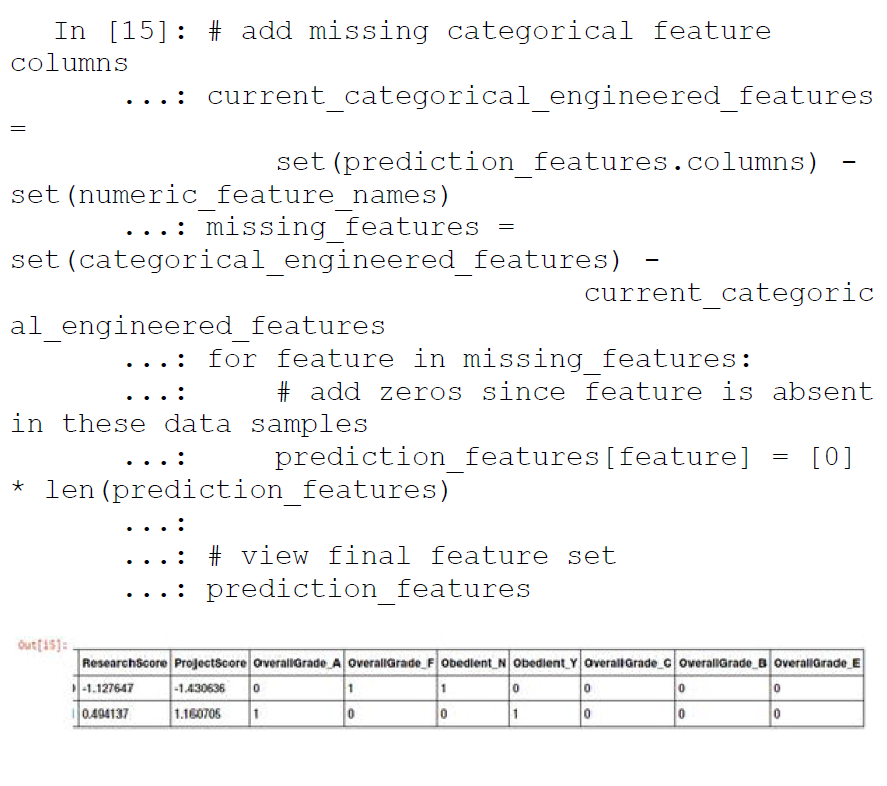 In [15]: # add missing categorical feature
columns
...: current_categorical_engineered_features
=
set(prediction_features.columns) -
set(numeric_feature_names)
...: missing_features =
set(categorical_engineered_features) -
current_categoric
al_engineered_features
...: for feature in missing_features:
...: # add zeros since feature is absent
in these data samples
...: prediction_features[feature] = [0]
* len(prediction_features)
...:
...: # view final feature set
...: prediction_features
Out[15]:
ResearchScore ProjectScore OverallGrade_A OverallGrade_F Obedient_N Obedient_Y OverallGrade_C OverallGrade_B OverallGrade_E
-1.127647 -1.430636 0 1 1 0 0 0 0
0.494137 1.160705 1 0 0 1 0 0 0